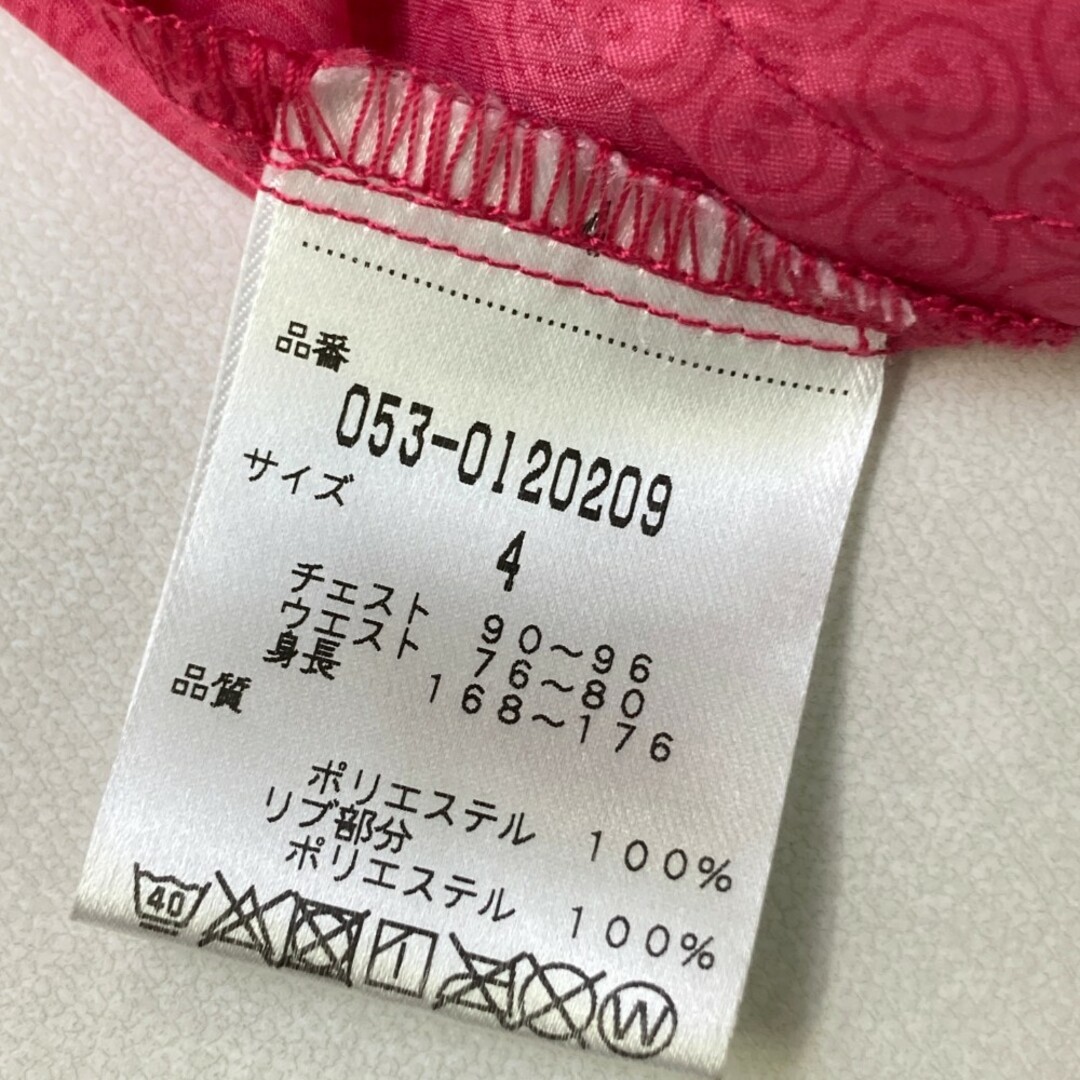 品番
053-0120209
サイズ
4
チェスト 90～96
ウエスト 76～80
身長 168～176
品質
ポリエステル 100%
リブ部分
ポリエステル 100%
40 W